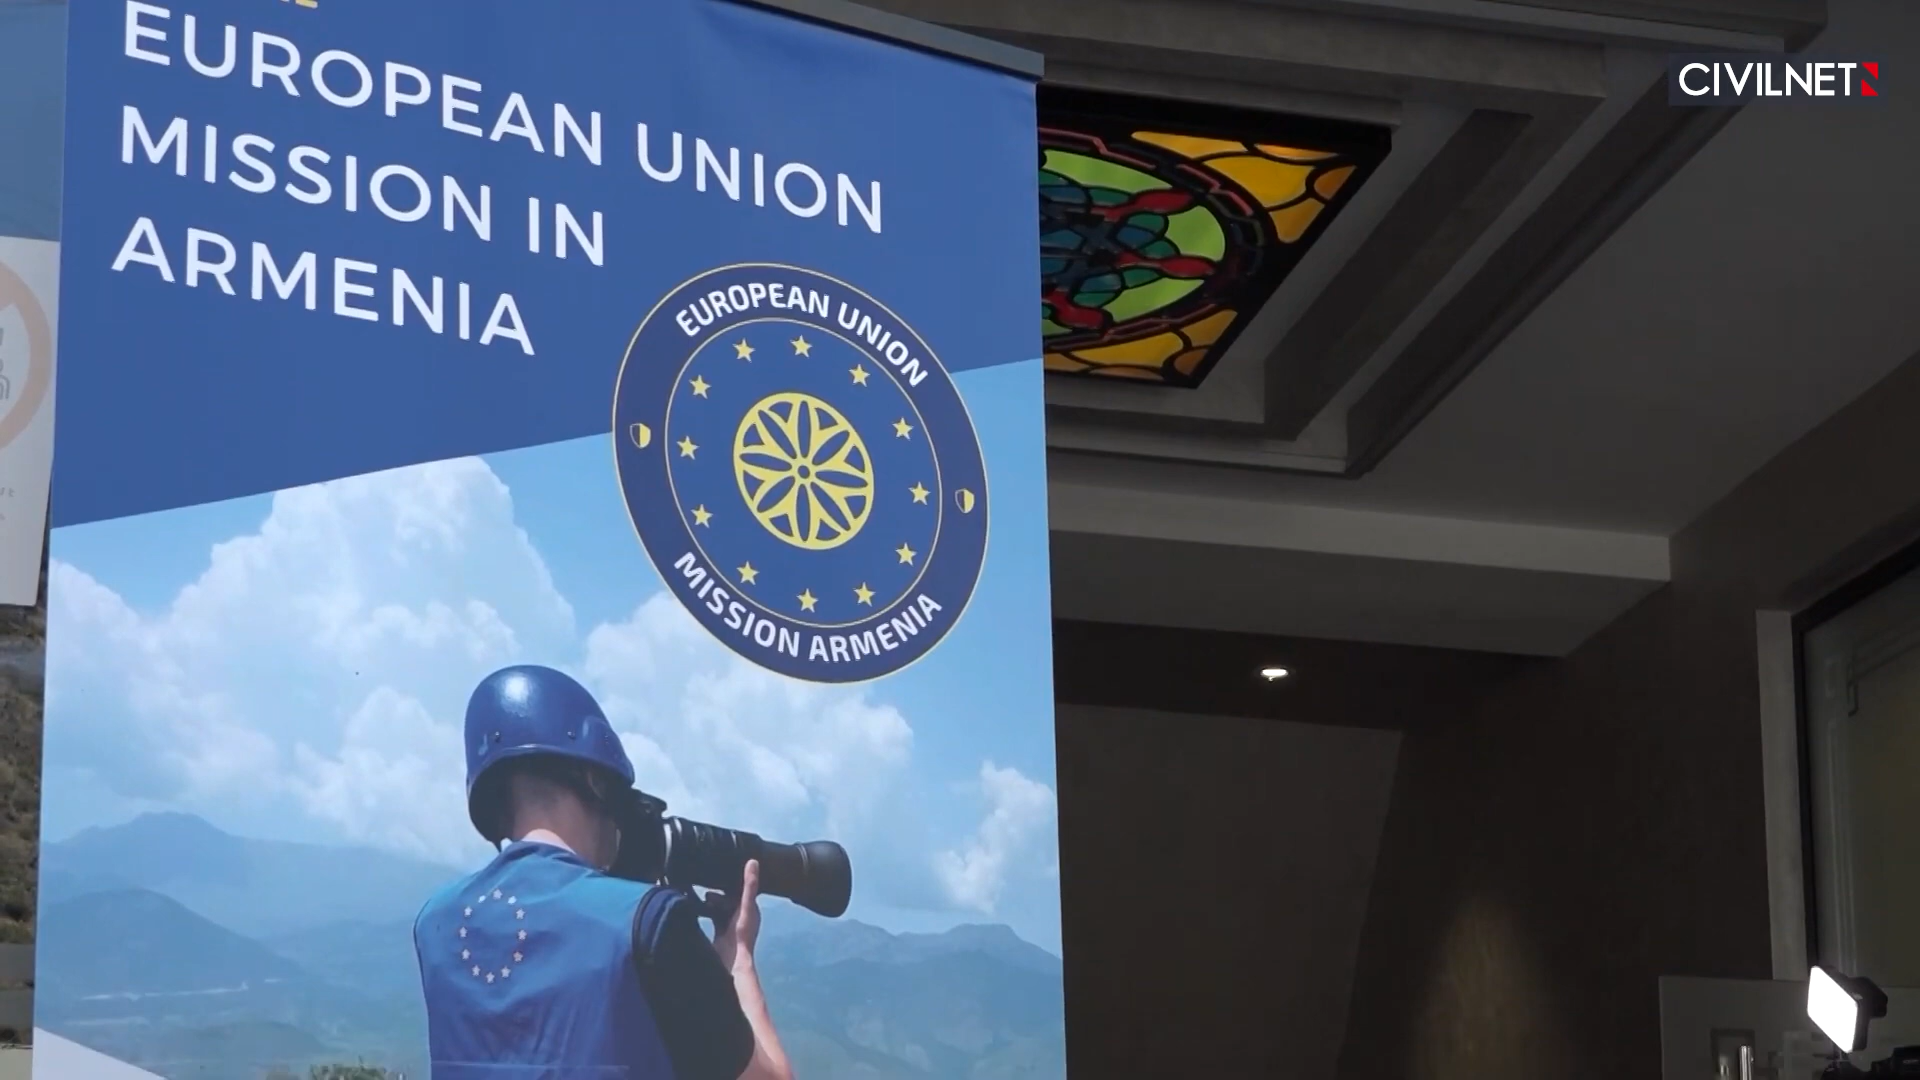 EUROPEAN UNION
MISSION IN
ARMENIA
EUROPEAN UNION
MISSION ARMENIA
CIVILNET